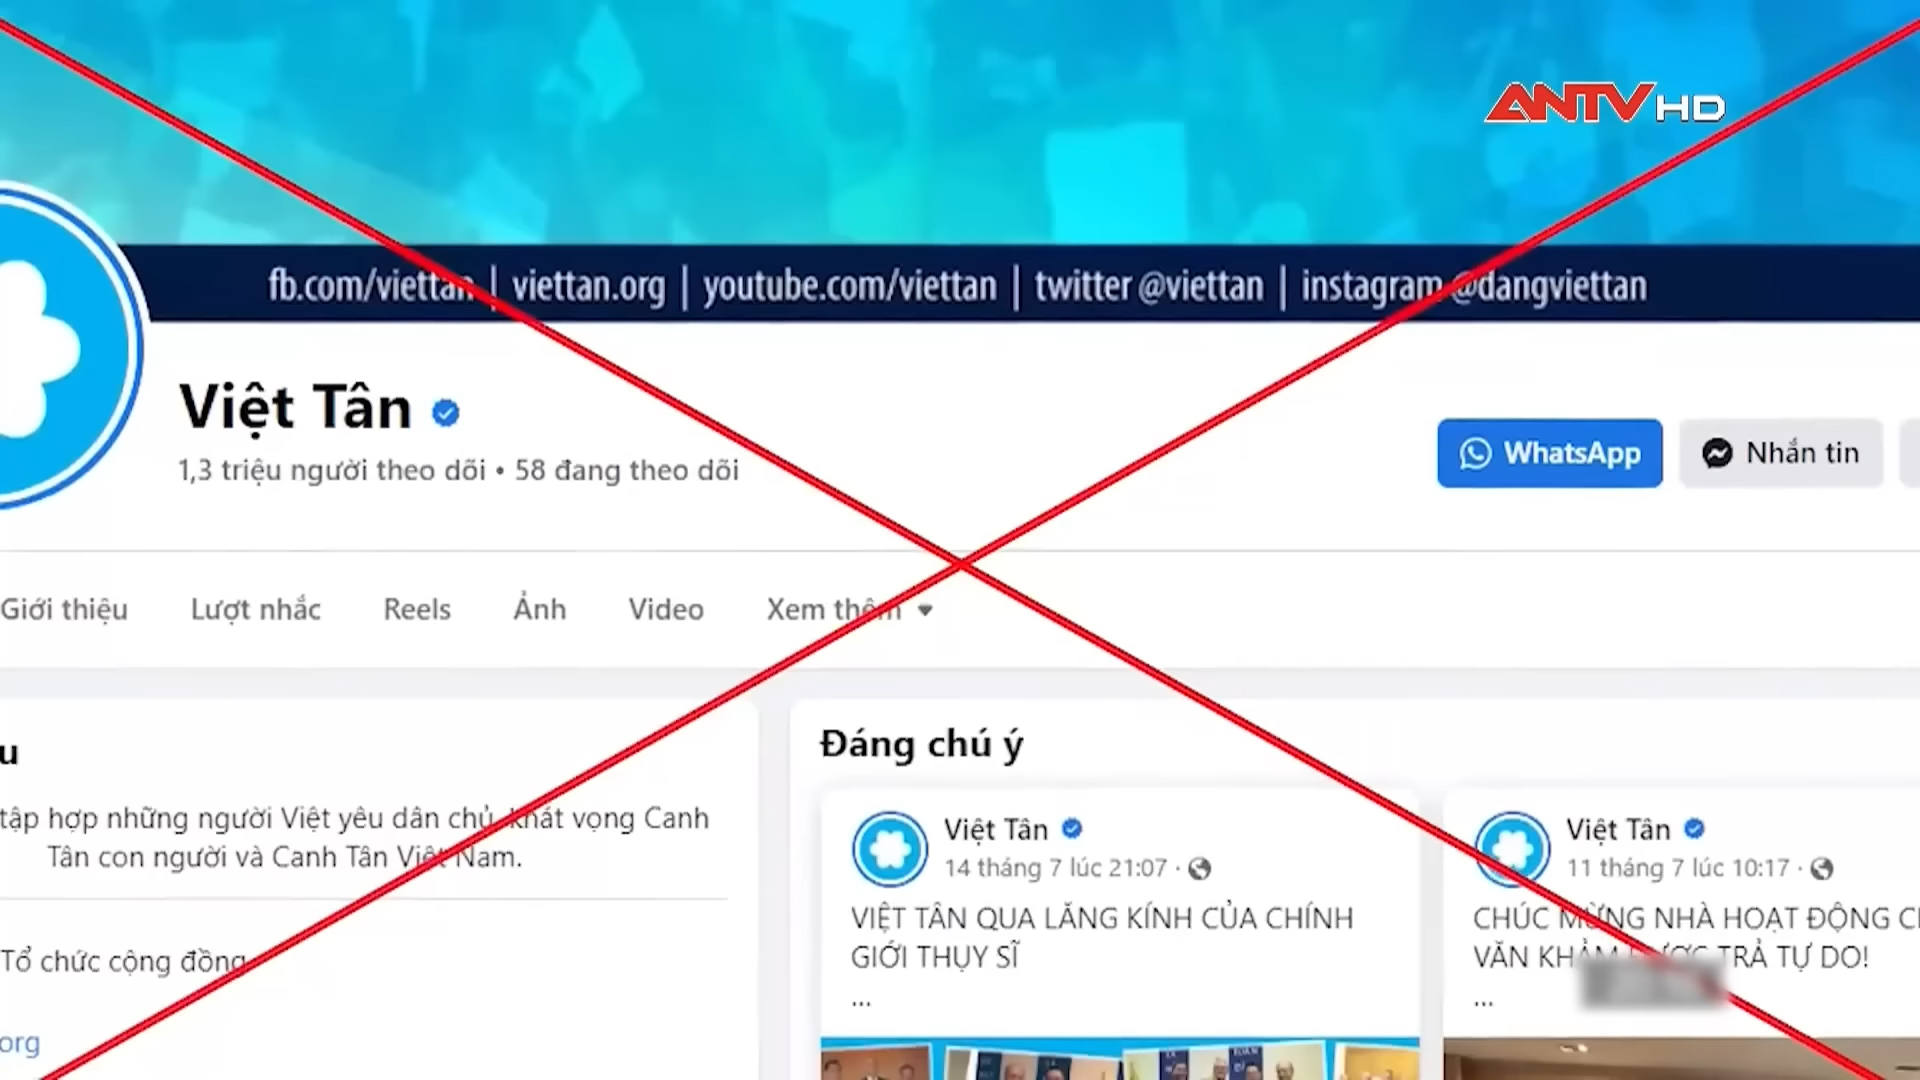 ANTV HD
fb.com/viettan | viettan.org | youtube.com/viettan | twitter @viettan | instagram @dangviettan
Việt Tân
1,3 triệu người theo dõi • 58 đang theo dõi
WhatsApp
Nhắn tin
Giới thiệu
Lượt nhắc
Reels
Ảnh
Video
Xem thêm
u
tập hợp những người Việt yêu dân chủ, khát vọng Canh
Tân con người và Canh Tân Việt Nam.
Tổ chức cộng đồng
org
Đáng chú ý
Việt Tân
14 tháng 7 lúc 21:07 ·
VIỆT TÂN QUA LĂNG KÍNH CỦA CHÍNH
GIỚI THỤY SĨ
...
Việt Tân
11 tháng 7 lúc 10:17 ·
CHÚC MỪNG NHÀ HOẠT ĐỘNG
VĂN KHẢM ĐƯỢC TRẢ TỰ DO!
...